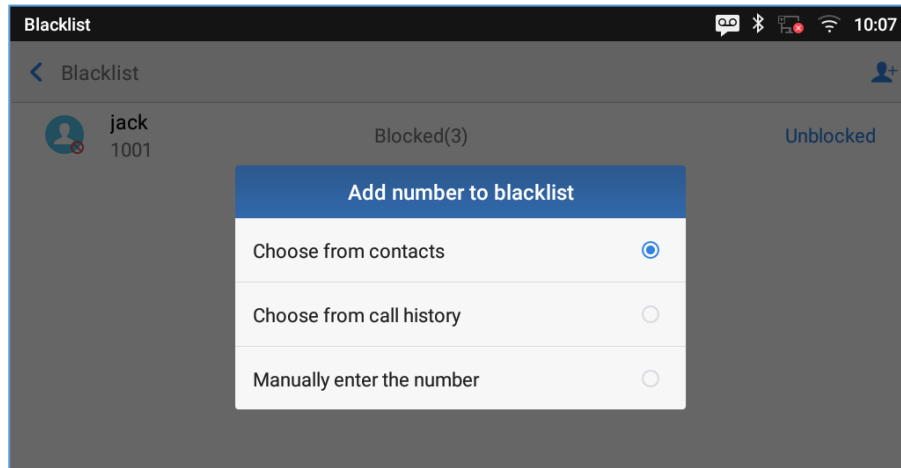 Blacklist 10:07
Blacklist
jack
1001 Blocked(3) Unblocked
Add number to blacklist
Choose from contacts
Choose from call history
Manually enter the number